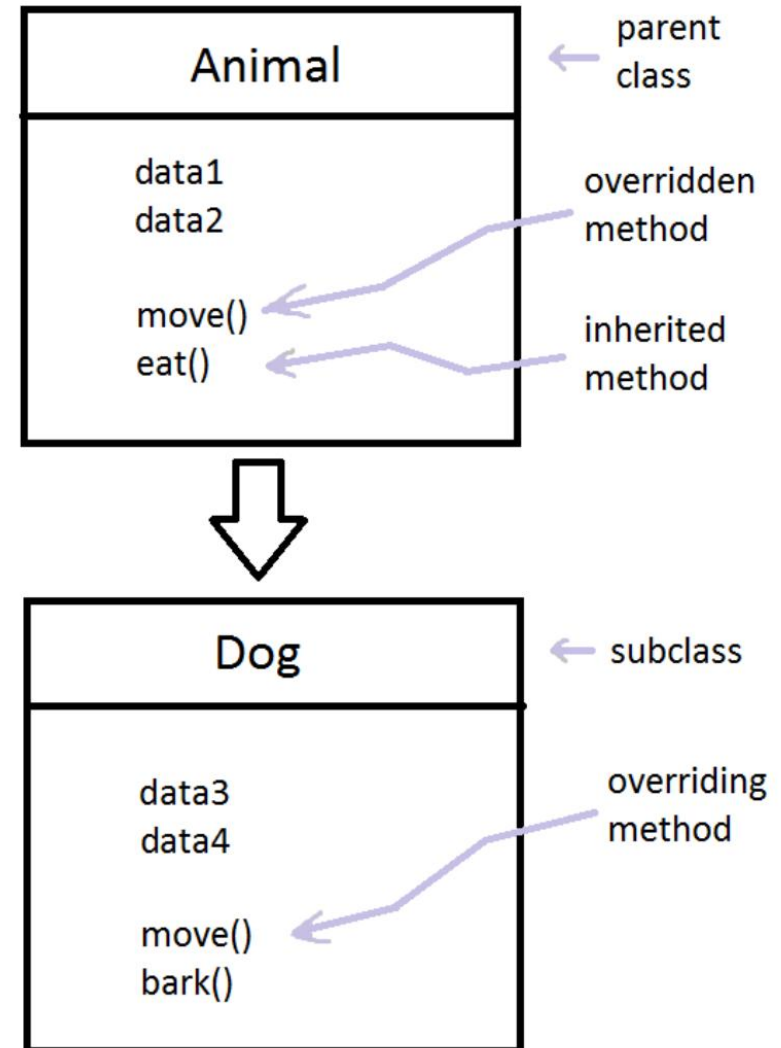 Animal
parent
class
data1
data2
overridden
method
move()
eat()
inherited
method
Dog
subclass
data3
data4
overriding
method
move()
bark()